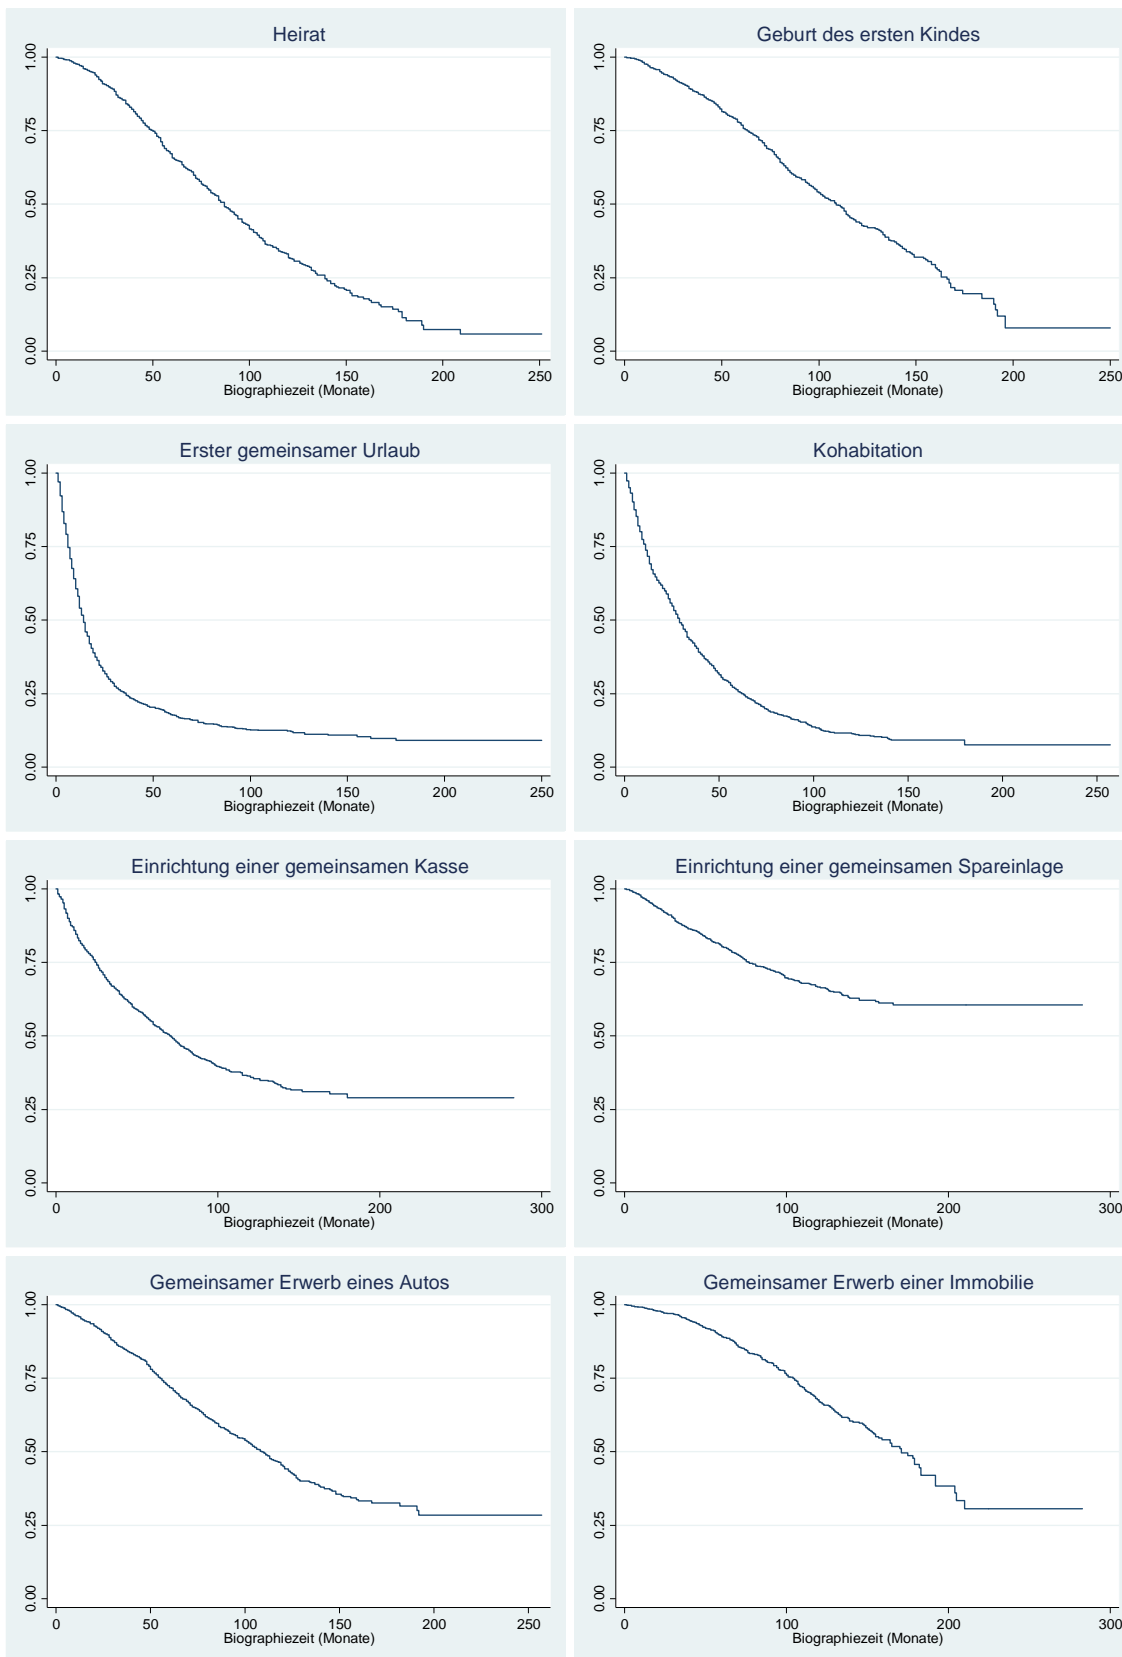 Heirat
1.00
0.75
0.50
0.25
0.00
0 50 100 150 200 250
Biographiezeit (Monate)
Geburt des ersten Kindes
1.00
0.75
0.50
0.25
0.00
0 50 100 150 200 250
Biographiezeit (Monate)
Erster gemeinsamer Urlaub
1.00
0.75
0.50
0.25
0.00
0 50 100 150 200 250
Biographiezeit (Monate)
Kohabitation
1.00
0.75
0.50
0.25
0.00
0 50 100 150 200 250
Biographiezeit (Monate)
Einrichtung einer gemeinsamen Kasse
1.00
0.75
0.50
0.25
0.00
0 100 200 300
Biographiezeit (Monate)
Einrichtung einer gemeinsamen Spareinlage
1.00
0.75
0.50
0.25
0.00
0 100 200 300
Biographiezeit (Monate)
Gemeinsamer Erwerb eines Autos
1.00
0.75
0.50
0.25
0.00
0 50 100 150 200 250
Biographiezeit (Monate)
Gemeinsamer Erwerb einer Immobilie
1.00
0.75
0.50
0.25
0.00
0 100 200 300
Biographiezeit (Monate)